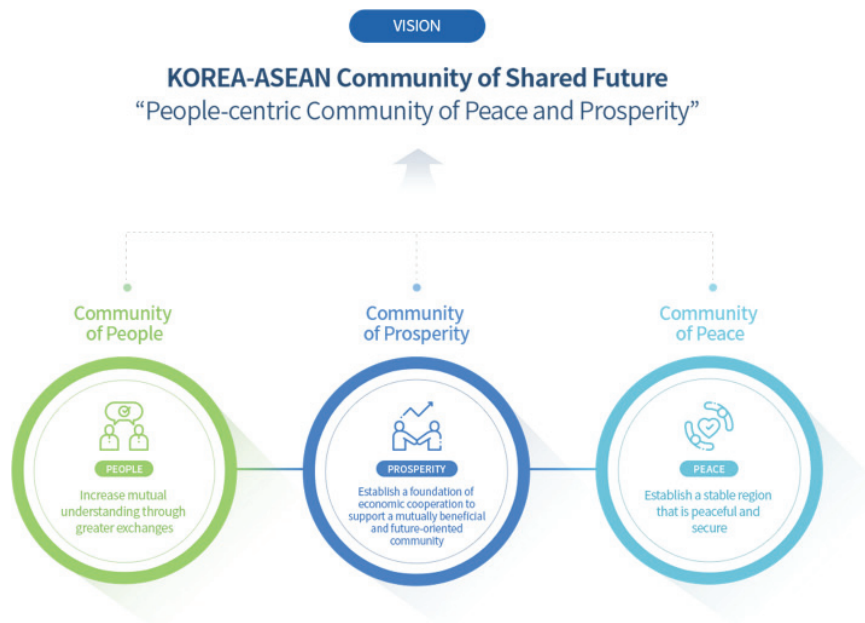 VISION
KOREA-ASEAN Community of Shared Future
“People-centric Community of Peace and Prosperity”
Community
of People
PEOPLE
Increase mutual
understanding through
greater exchanges
Community
of Prosperity
PROSPERITY
Establish a foundation of
economic cooperation to
support a mutually beneficial
and future-oriented
community
Community
of Peace
PEACE
Establish a stable region
that is peaceful and
secure